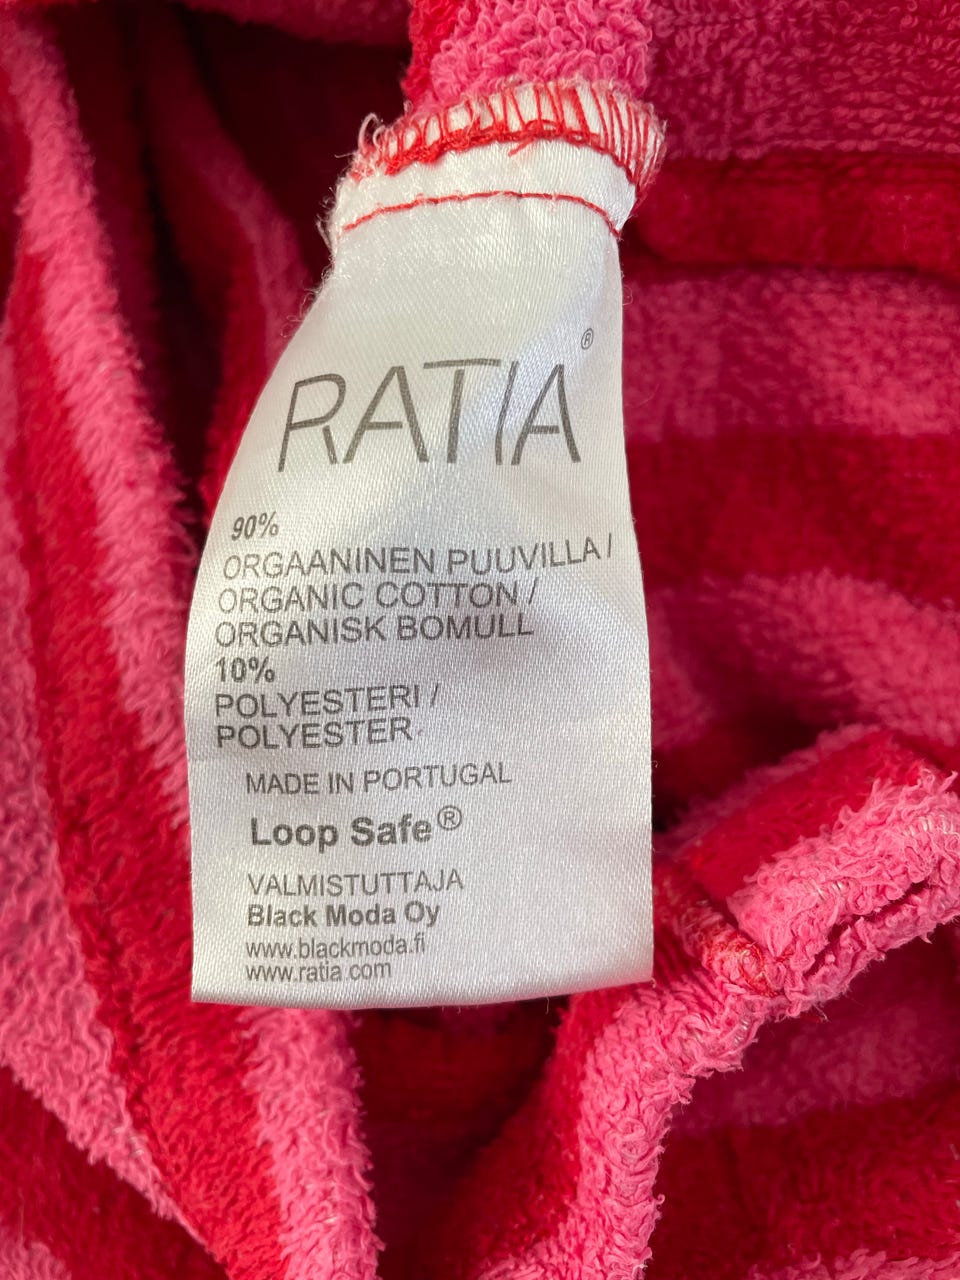 RATIA®
90%
ORGAANINEN PUUVILLA /
ORGANIC COTTON /
ORGANISK BOMULL
10%
POLYESTERI /
POLYESTER
MADE IN PORTUGAL
Loop Safe®
VALMISTUTTAJA
Black Moda Oy
www.blackmoda.fi
www.ratia.com